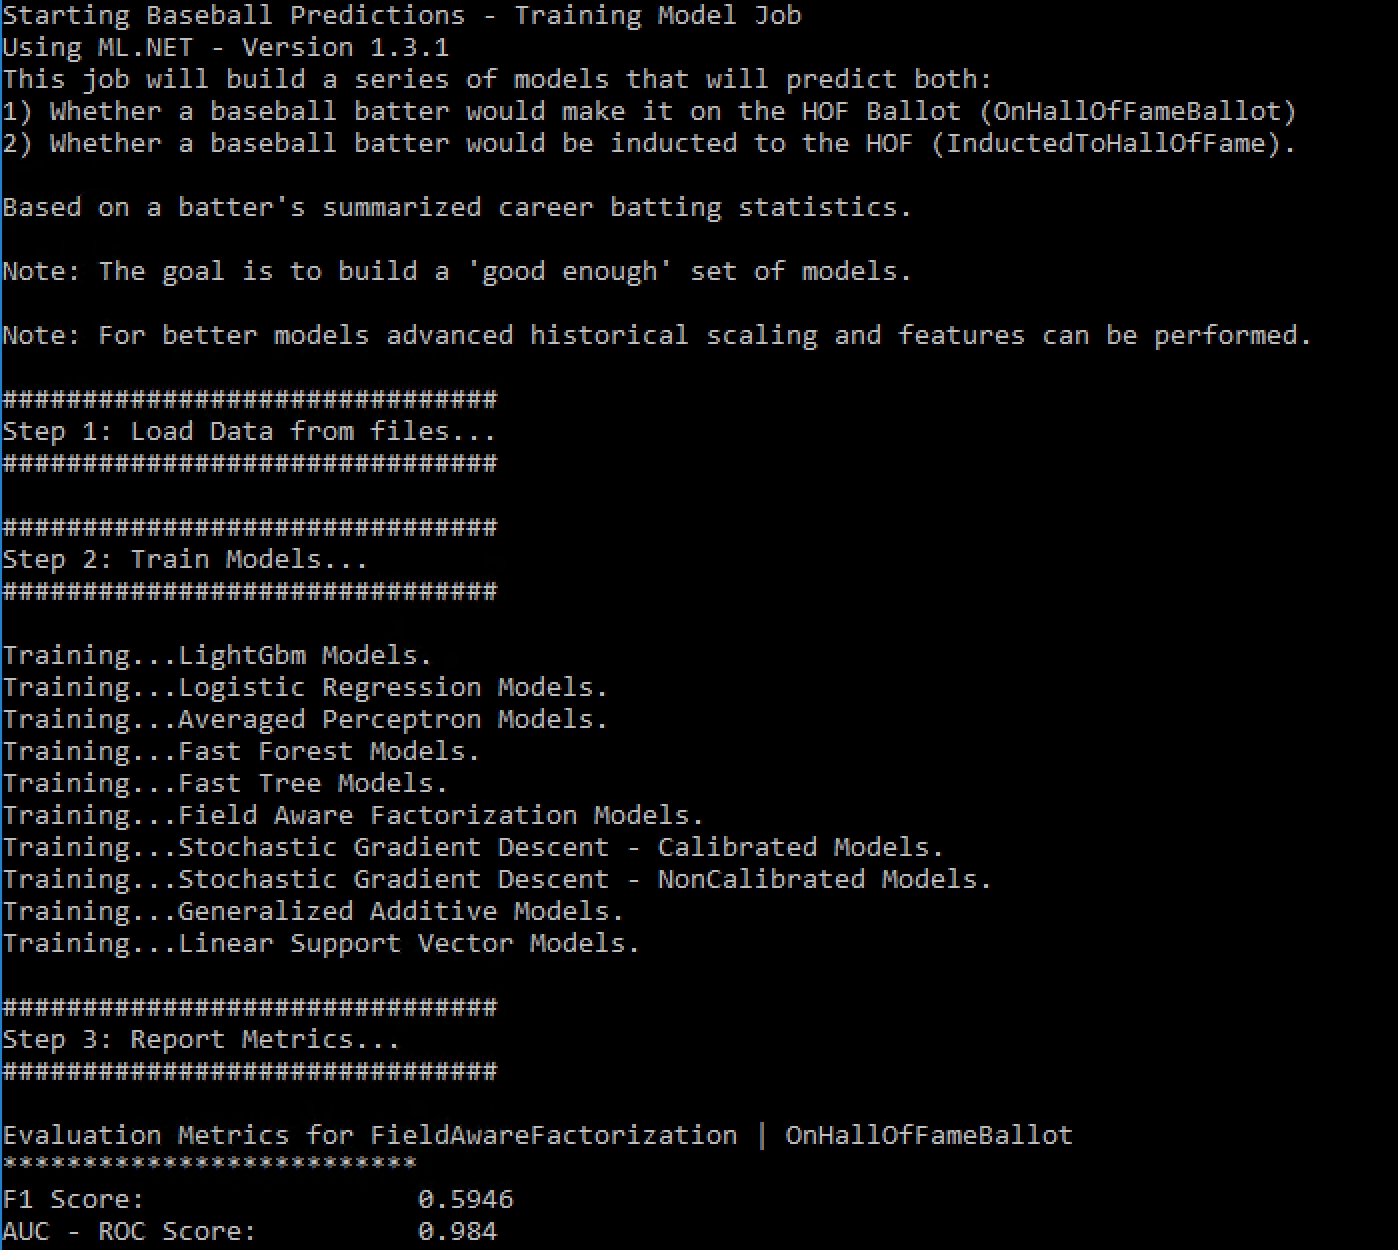 Starting Baseball Predictions - Training Model Job
Using ML.NET - Version 1.3.1
This job will build a series of models that will predict both:
1) Whether a baseball batter would make it on the HOF Ballot (OnHallOfFameBallot)
2) Whether a baseball batter would be inducted to the HOF (InductedToHallOfFame).
Based on a batter's summarized career batting statistics.
Note: The goal is to build a 'good enough' set of models.
Note: For better models advanced historical scaling and features can be performed.
###############################
Step 1: Load Data from files...
###############################
###############################
Step 2: Train Models...
###############################
Training...LightGbm Models.
Training...Logistic Regression Models.
Training...Averaged Perceptron Models.
Training...Fast Forest Models.
Training...Fast Tree Models.
Training...Field Aware Factorization Models.
Training...Stochastic Gradient Descent - Calibrated Models.
Training...Stochastic Gradient Descent - NonCalibrated Models.
Training...Generalized Additive Models.
Training...Linear Support Vector Models.
###############################
Step 3: Report Metrics...
###############################
Evaluation Metrics for FieldAwareFactorization | OnHallOfFameBallot
**************************
F1 Score:                 0.5946
AUC - ROC Score:          0.984